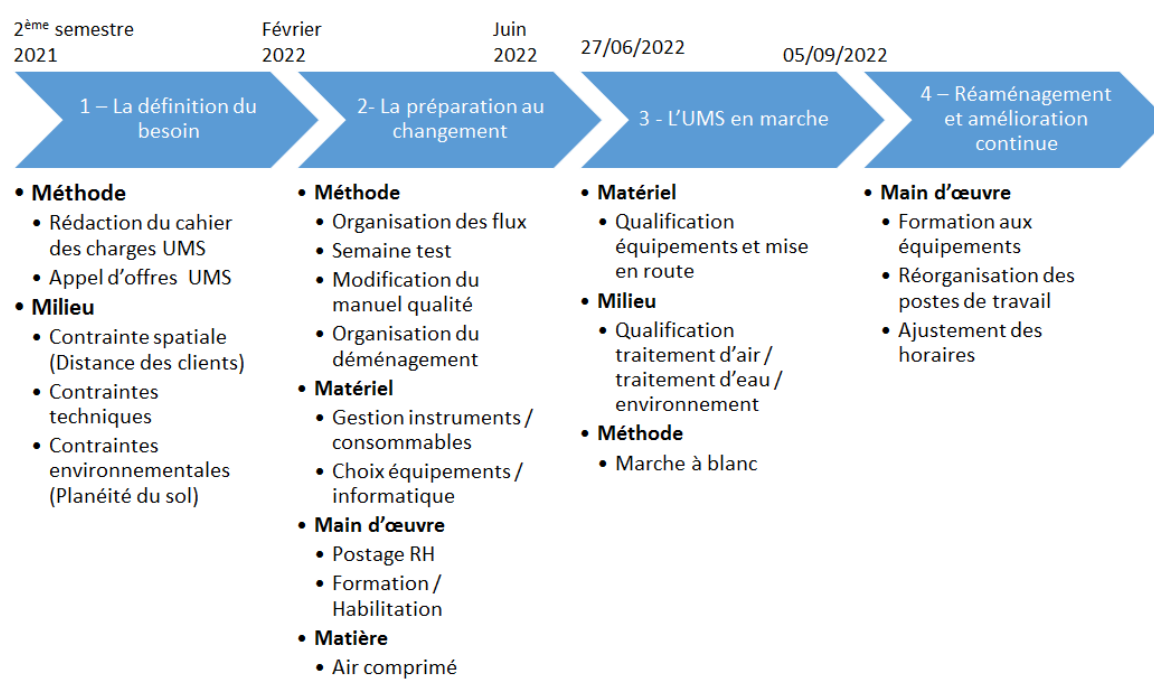 2ème semestre
2021
Février
2022
Juin
2022
27/06/2022
05/09/2022
1 – La définition du
besoin
2- La préparation au
changement
3 - L'UMS en marche
4 – Réaménagement
et amélioration
continue
• Méthode
• Rédaction du cahier
des charges UMS
• Appel d'offres UMS
• Milieu
• Contrainte spatiale
(Distance des clients)
• Contraintes
techniques
• Contraintes
environnementales
(Planéité du sol)
• Méthode
• Organisation des flux
• Semaine test
• Modification du
manuel qualité
• Organisation du
déménagement
• Matériel
• Gestion instruments /
consommables
• Choix équipements /
informatique
• Main d'œuvre
• Postage RH
• Formation /
Habilitation
• Matière
• Air comprimé
• Matériel
• Qualification
équipements et mise
en route
• Milieu
• Qualification
traitement d'air /
traitement d'eau /
environnement
• Méthode
• Marche à blanc
• Main d'œuvre
• Formation aux
équipements
• Réorganisation des
postes de travail
• Ajustement des
horaires